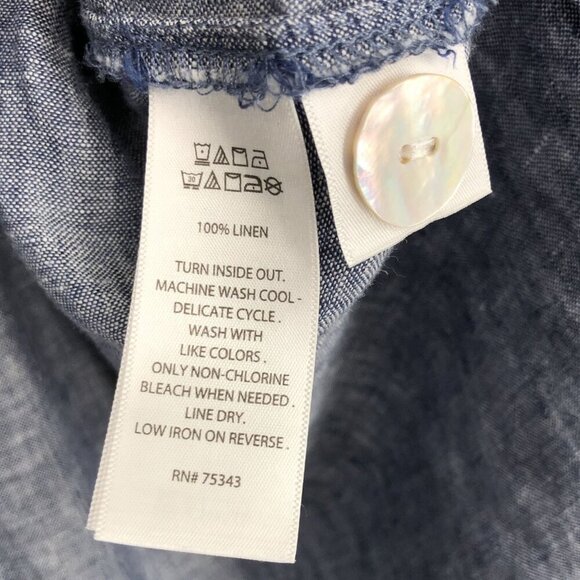 30
100% LINEN
TURN INSIDE OUT.
MACHINE WASH COOL -
DELICATE CYCLE .
WASH WITH
LIKE COLORS .
ONLY NON-CHLORINE
BLEACH WHEN NEEDED .
LINE DRY.
LOW IRON ON REVERSE .
RN# 75343